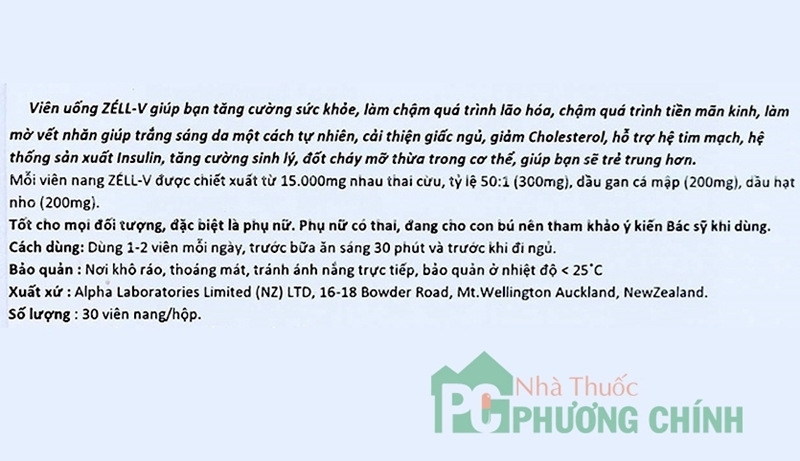 Viên uống ZÉLL-V giúp bạn tăng cường sức khỏe, làm chậm quá trình lão hóa, chậm quá trình tiền mãn kinh, làm
mờ vết nhăn giúp trắng sáng da một cách tự nhiên, cải thiện giấc ngủ, giảm Cholesterol, hỗ trợ hệ tim mạch, hệ
thống sản xuất Insulin, tăng cường sinh lý, đốt cháy mỡ thừa trong cơ thể, giúp bạn sẽ trẻ trung hơn.
Mỗi viên nang ZÉLL-V được chiết xuất từ 15.000mg nhau thai cừu, tỷ lệ 50:1 (300mg), dầu gan cá mập (200mg), dầu hạt
nho (200mg).
Tốt cho mọi đối tượng, đặc biệt là phụ nữ. Phụ nữ có thai, đang cho con bú nên tham khảo ý kiến Bác sỹ khi dùng.
Cách dùng: Dùng 1-2 viên mỗi ngày, trước bữa ăn sáng 30 phút và trước khi đi ngủ.
Bảo quản : Nơi khô ráo, thoáng mát, tránh ánh nắng trực tiếp, bảo quản ở nhiệt độ < 25°C
Xuất xứ : Alpha Laboratories Limited (NZ) LTD, 16-18 Bowder Road, Mt.Wellington Auckland, NewZealand.
Số lượng : 30 viên nang/hộp.
PC Nhà Thuốc
PHƯƠNG CHÍNH